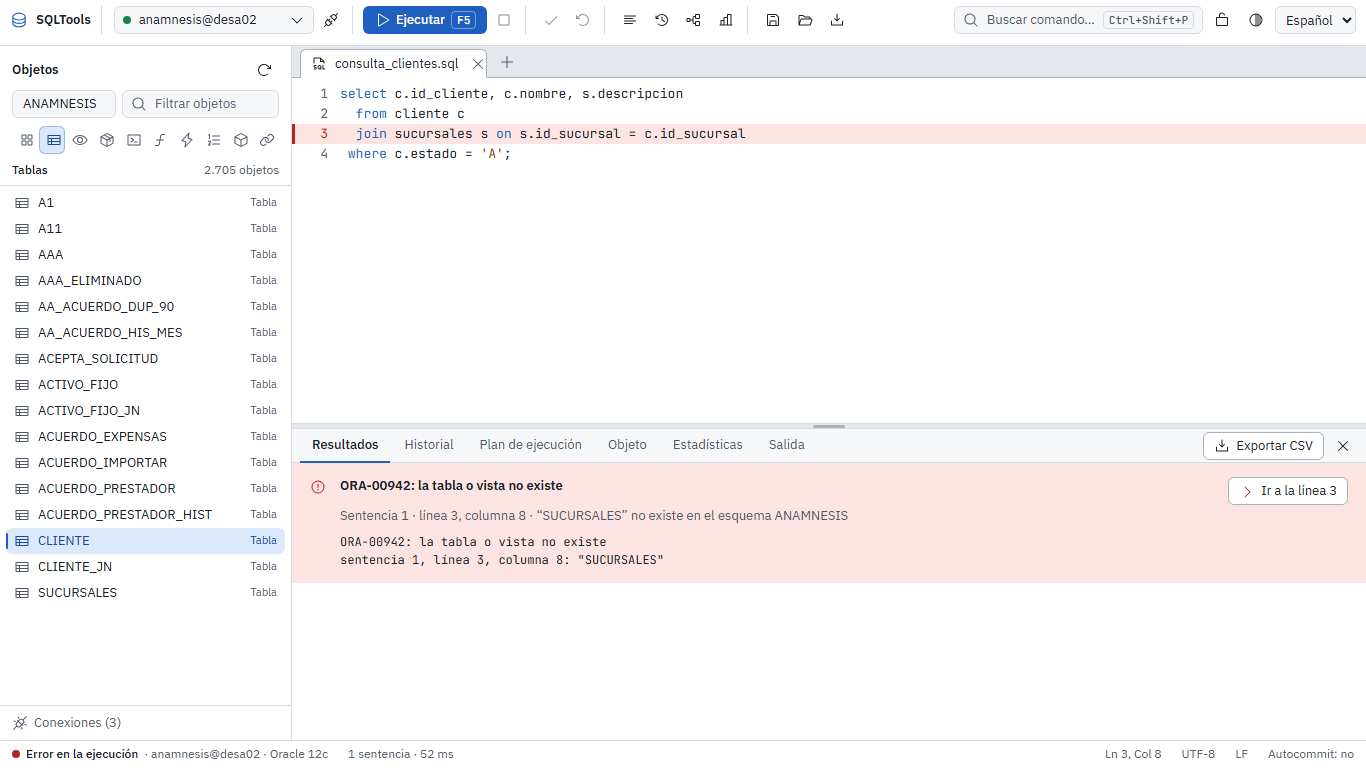 SQLTools
anamnesis@desa02
Ejecutar F5
Buscar comando... Ctrl+Shift+P
Español
Objetos
ANAMNESIS
Filtrar objetos
Tablas 2.705 objetos
A1 Tabla
A11 Tabla
AAA Tabla
AAA_ELIMINADO Tabla
AA_ACUERDO_DUP_90 Tabla
AA_ACUERDO_HIS_MES Tabla
ACEPTA_SOLICITUD Tabla
ACTIVO_FIJO Tabla
ACTIVO_FIJO_JN Tabla
ACUERDO_EXPENSAS Tabla
ACUERDO_IMPORTAR Tabla
ACUERDO_PRESTADOR Tabla
ACUERDO_PRESTADOR_HIST Tabla
CLIENTE Tabla
CLIENTE_JN Tabla
SUCURSALES Tabla
Conexiones (3)
SQL consulta_clientes.sql
1 select c.id_cliente, c.nombre, s.descripcion
2 from cliente c
3 join sucursales s on s.id_sucursal = c.id_sucursal
4 where c.estado = 'A';
Resultados Historial Plan de ejecución Objeto Estadísticas Salida Exportar CSV
ORA-00942: la tabla o vista no existe
Ir a la línea 3
Sentencia 1 · línea 3, columna 8 · “SUCURSALES” no existe en el esquema ANAMNESIS
ORA-00942: la tabla o vista no existe
sentencia 1, línea 3, columna 8: "SUCURSALES"
Error en la ejecución · anamnesis@desa02 · Oracle 12c 1 sentencia · 52 ms Ln 3, Col 8 UTF-8 LF Autocommit: no